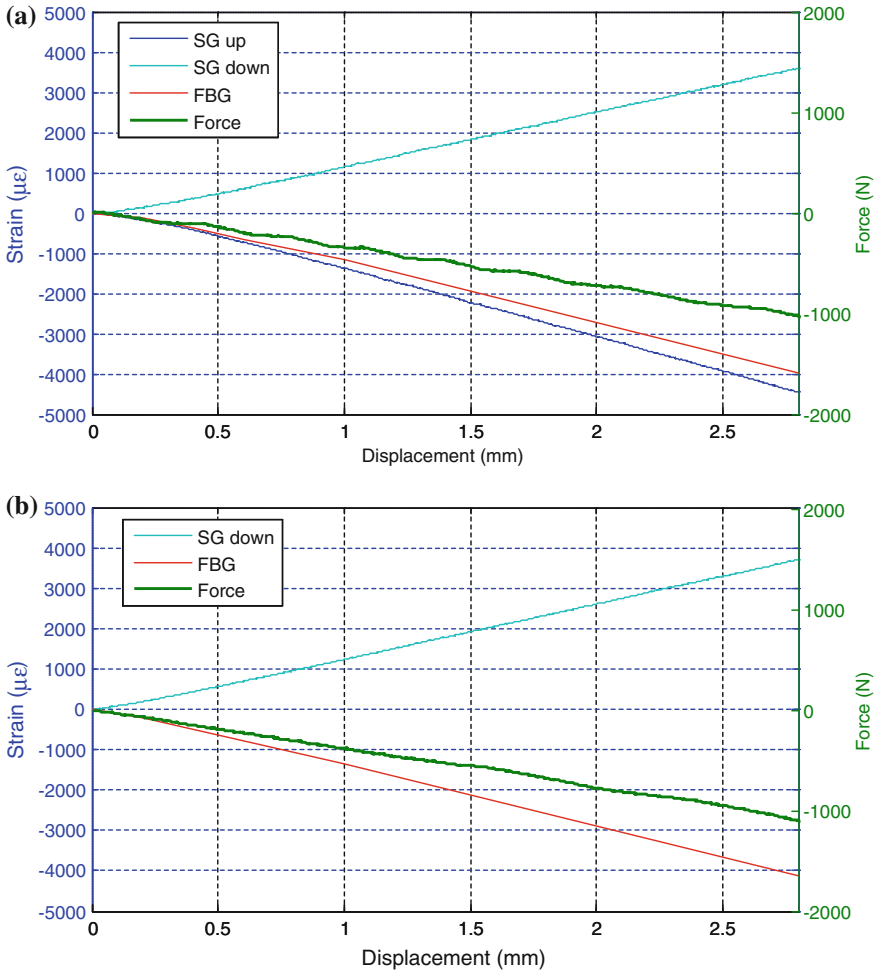 (a)
5000
4000
3000
2000
1000
0
-1000
-2000
-3000
-4000
-5000
Strain (με)
SG up
SG down
FBG
Force
2000
1000
0
-1000
-2000
Force (N)
0 0.5 1 1.5 2 2.5
Displacement (mm)
(b)
5000
4000
3000
2000
1000
0
-1000
-2000
-3000
-4000
-5000
Strain (με)
SG down
FBG
Force
2000
1000
0
-1000
-2000
Force (N)
0 0.5 1 1.5 2 2.5
Displacement (mm)